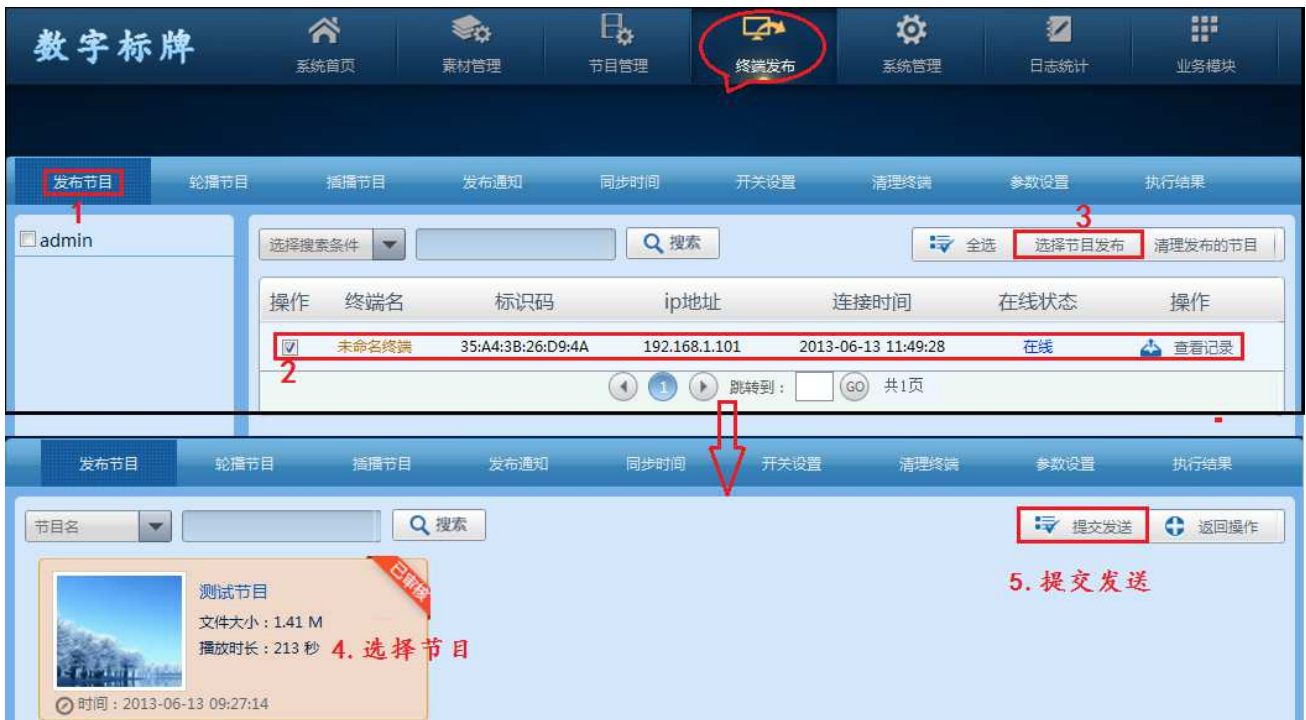 数字标牌
系统首页 素材管理 节目管理 终端发布 系统管理 日志统计 业务模块
发布节目 轮播节目 插播节目 发布通知 同步时间 开关设置 清理终端 参数设置 执行结果
1
3
admin
选择搜索条件 搜索 全选 选择节目发布 清理发布的节目
操作 终端名 标识码 ip地址 连接时间 在线状态 操作
未命名终端 35:A4:3B:26:D9:4A 192.168.1.101 2013-06-13 11:49:28 在线 查看记录
2
1 跳转到: GO 共1页
发布节目 轮播节目 插播节目 发布通知 同步时间 开关设置 清理终端 参数设置 执行结果
节目名 搜索 提交发送 返回操作
已审核
5.提交发送
测试节目
文件大小:1.41 M
播放时长:213 秒
4.选择节目
时间:2013-06-13 09:27:14